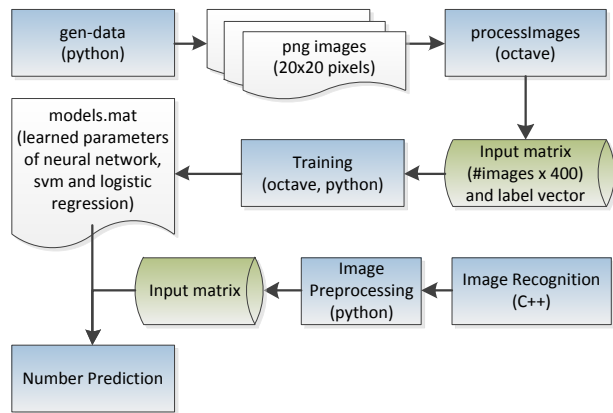 gen-data
(python)
png images
(20x20 pixels)
processImages
(octave)
models.mat
(learned parameters
of neural network,
svm and logistic
regression)
Training
(octave, python)
Input matrix
(#images x 400)
and label vector
Input matrix
Image
Preprocessing
(python)
Image Recognition
(C++)
Number Prediction